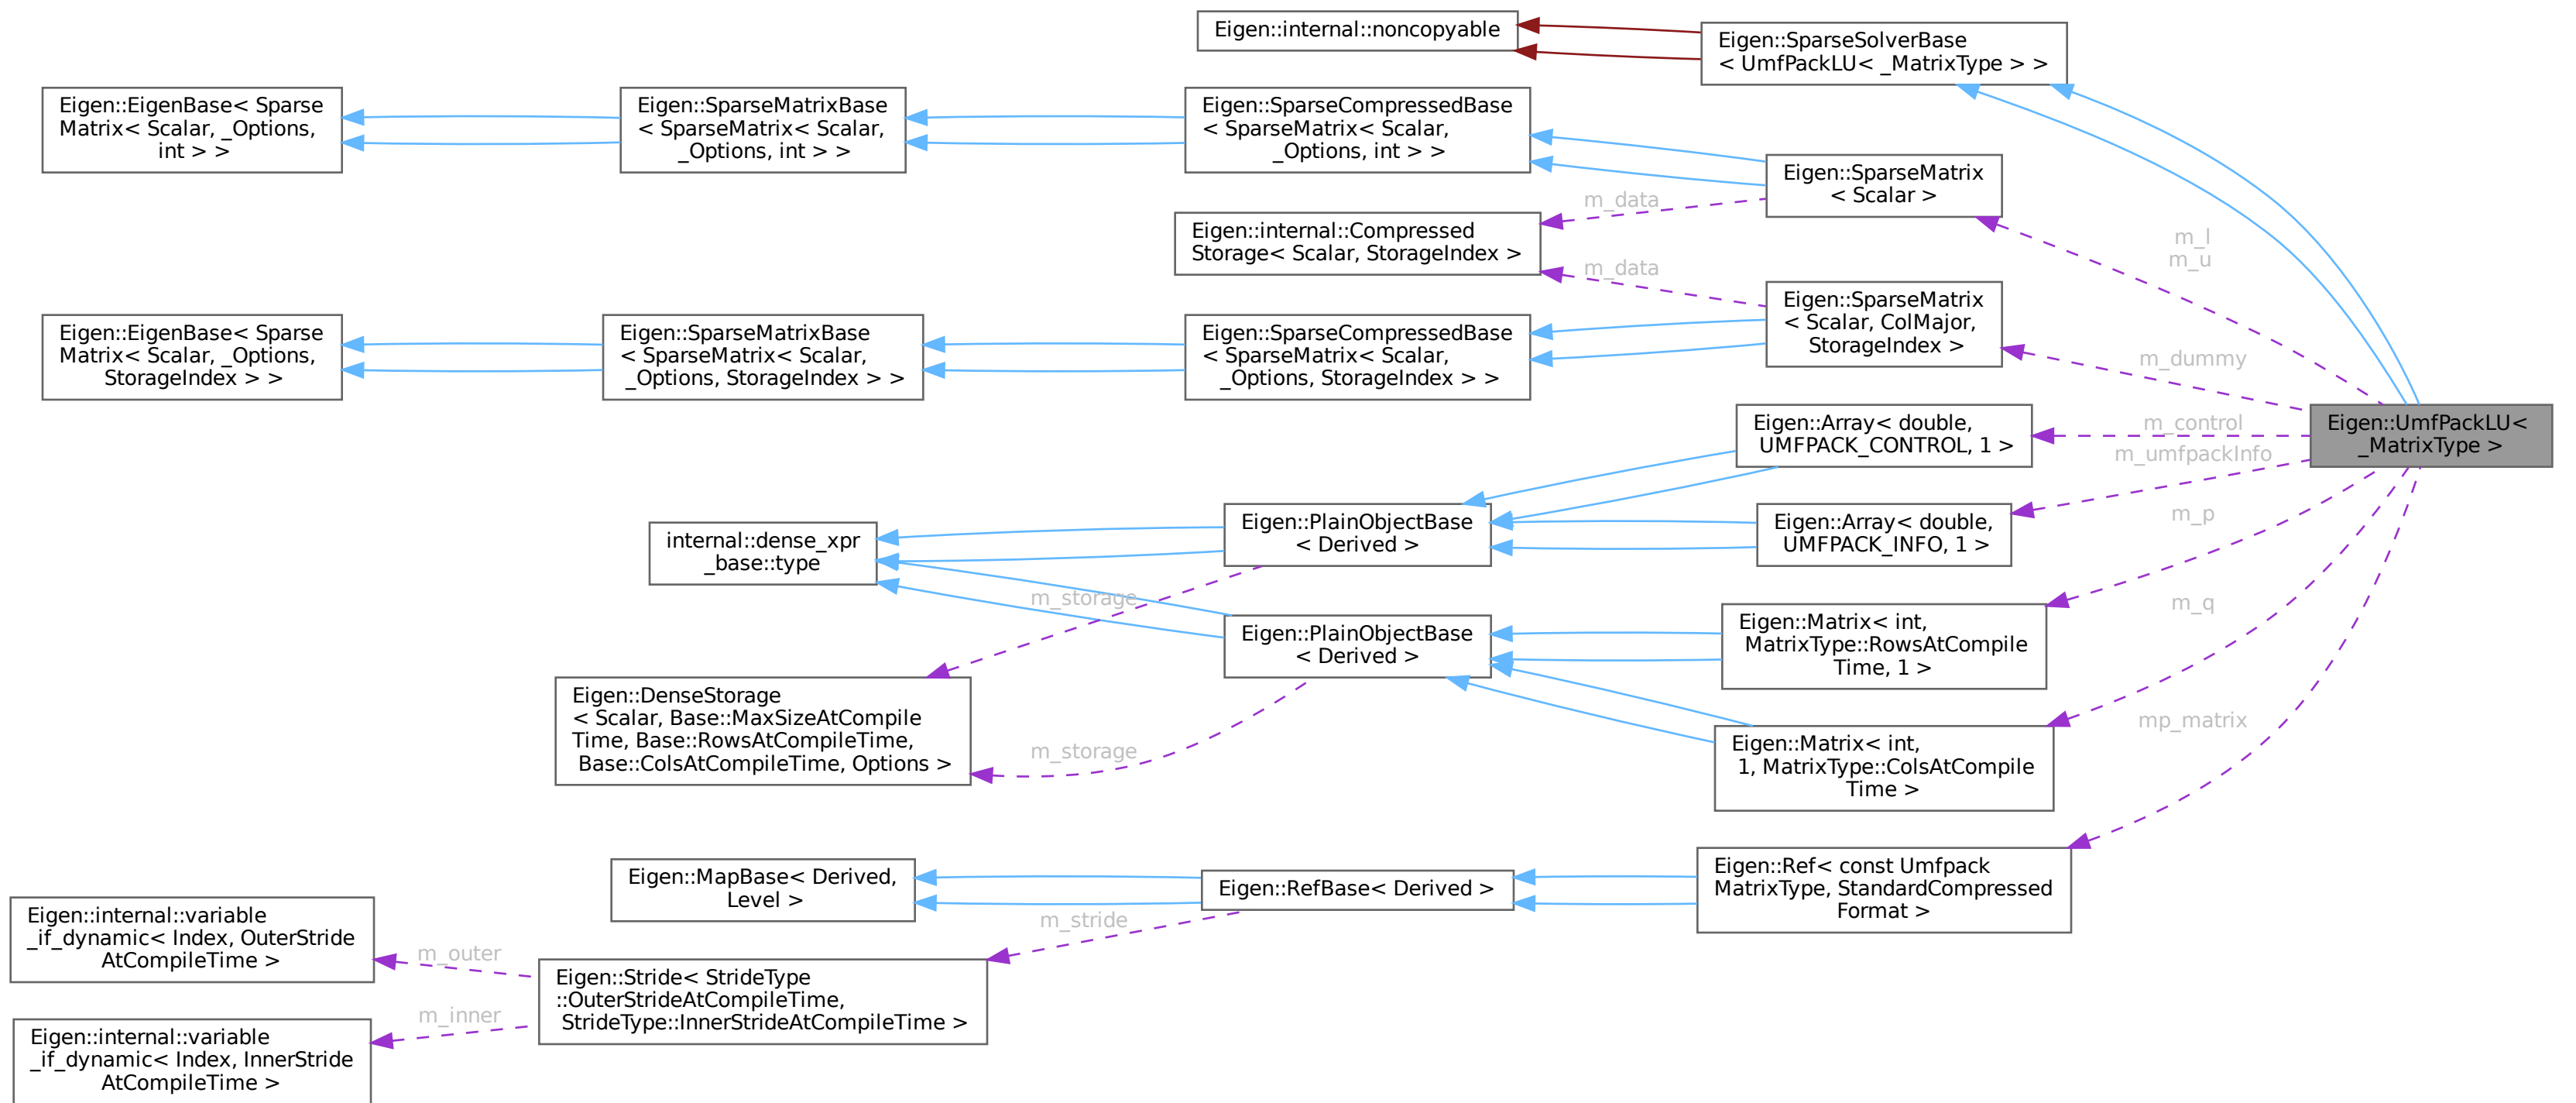 Eigen::internal::noncopyable
Eigen::SparseSolverBase
< UmfPackLU< _MatrixType > >
Eigen::EigenBase< Sparse
Matrix< Scalar, _Options,
int > >
Eigen::SparseMatrixBase
< SparseMatrix< Scalar,
_Options, int > >
Eigen::SparseCompressedBase
< SparseMatrix< Scalar,
_Options, int > >
Eigen::SparseMatrix
< Scalar >
m_data
Eigen::internal::Compressed
Storage< Scalar, StorageIndex >
m_data
m_l
m_u
Eigen::SparseMatrix
< Scalar, ColMajor,
StorageIndex >
Eigen::EigenBase< Sparse
Matrix< Scalar, _Options,
StorageIndex > >
Eigen::SparseMatrixBase
< SparseMatrix< Scalar,
_Options, StorageIndex > >
Eigen::SparseCompressedBase
< SparseMatrix< Scalar,
_Options, StorageIndex > >
m_dummy
Eigen::Array< double,
UMFPACK_CONTROL, 1 >
m_control
m_umfpackInfo
Eigen::UmfPackLU<
_MatrixType >
internal::dense_xpr
_base::type
Eigen::PlainObjectBase
< Derived >
Eigen::Array< double,
UMFPACK_INFO, 1 >
m_p
m_storage
Eigen::PlainObjectBase
< Derived >
Eigen::Matrix< int,
MatrixType::RowsAtCompile
Time, 1 >
m_q
Eigen::DenseStorage
< Scalar, Base::MaxSizeAtCompile
Time, Base::RowsAtCompileTime,
Base::ColsAtCompileTime, Options >
m_storage
Eigen::Matrix< int,
1, MatrixType::ColsAtCompile
Time >
mp_matrix
Eigen::MapBase< Derived,
Level >
Eigen::RefBase< Derived >
Eigen::Ref< const Umfpack
MatrixType, StandardCompressed
Format >
m_stride
Eigen::internal::variable
_if_dynamic< Index, OuterStride
AtCompileTime >
m_outer
Eigen::Stride< StrideType
::OuterStrideAtCompileTime,
StrideType::InnerStrideAtCompileTime >
m_inner
Eigen::internal::variable
_if_dynamic< Index, InnerStride
AtCompileTime >